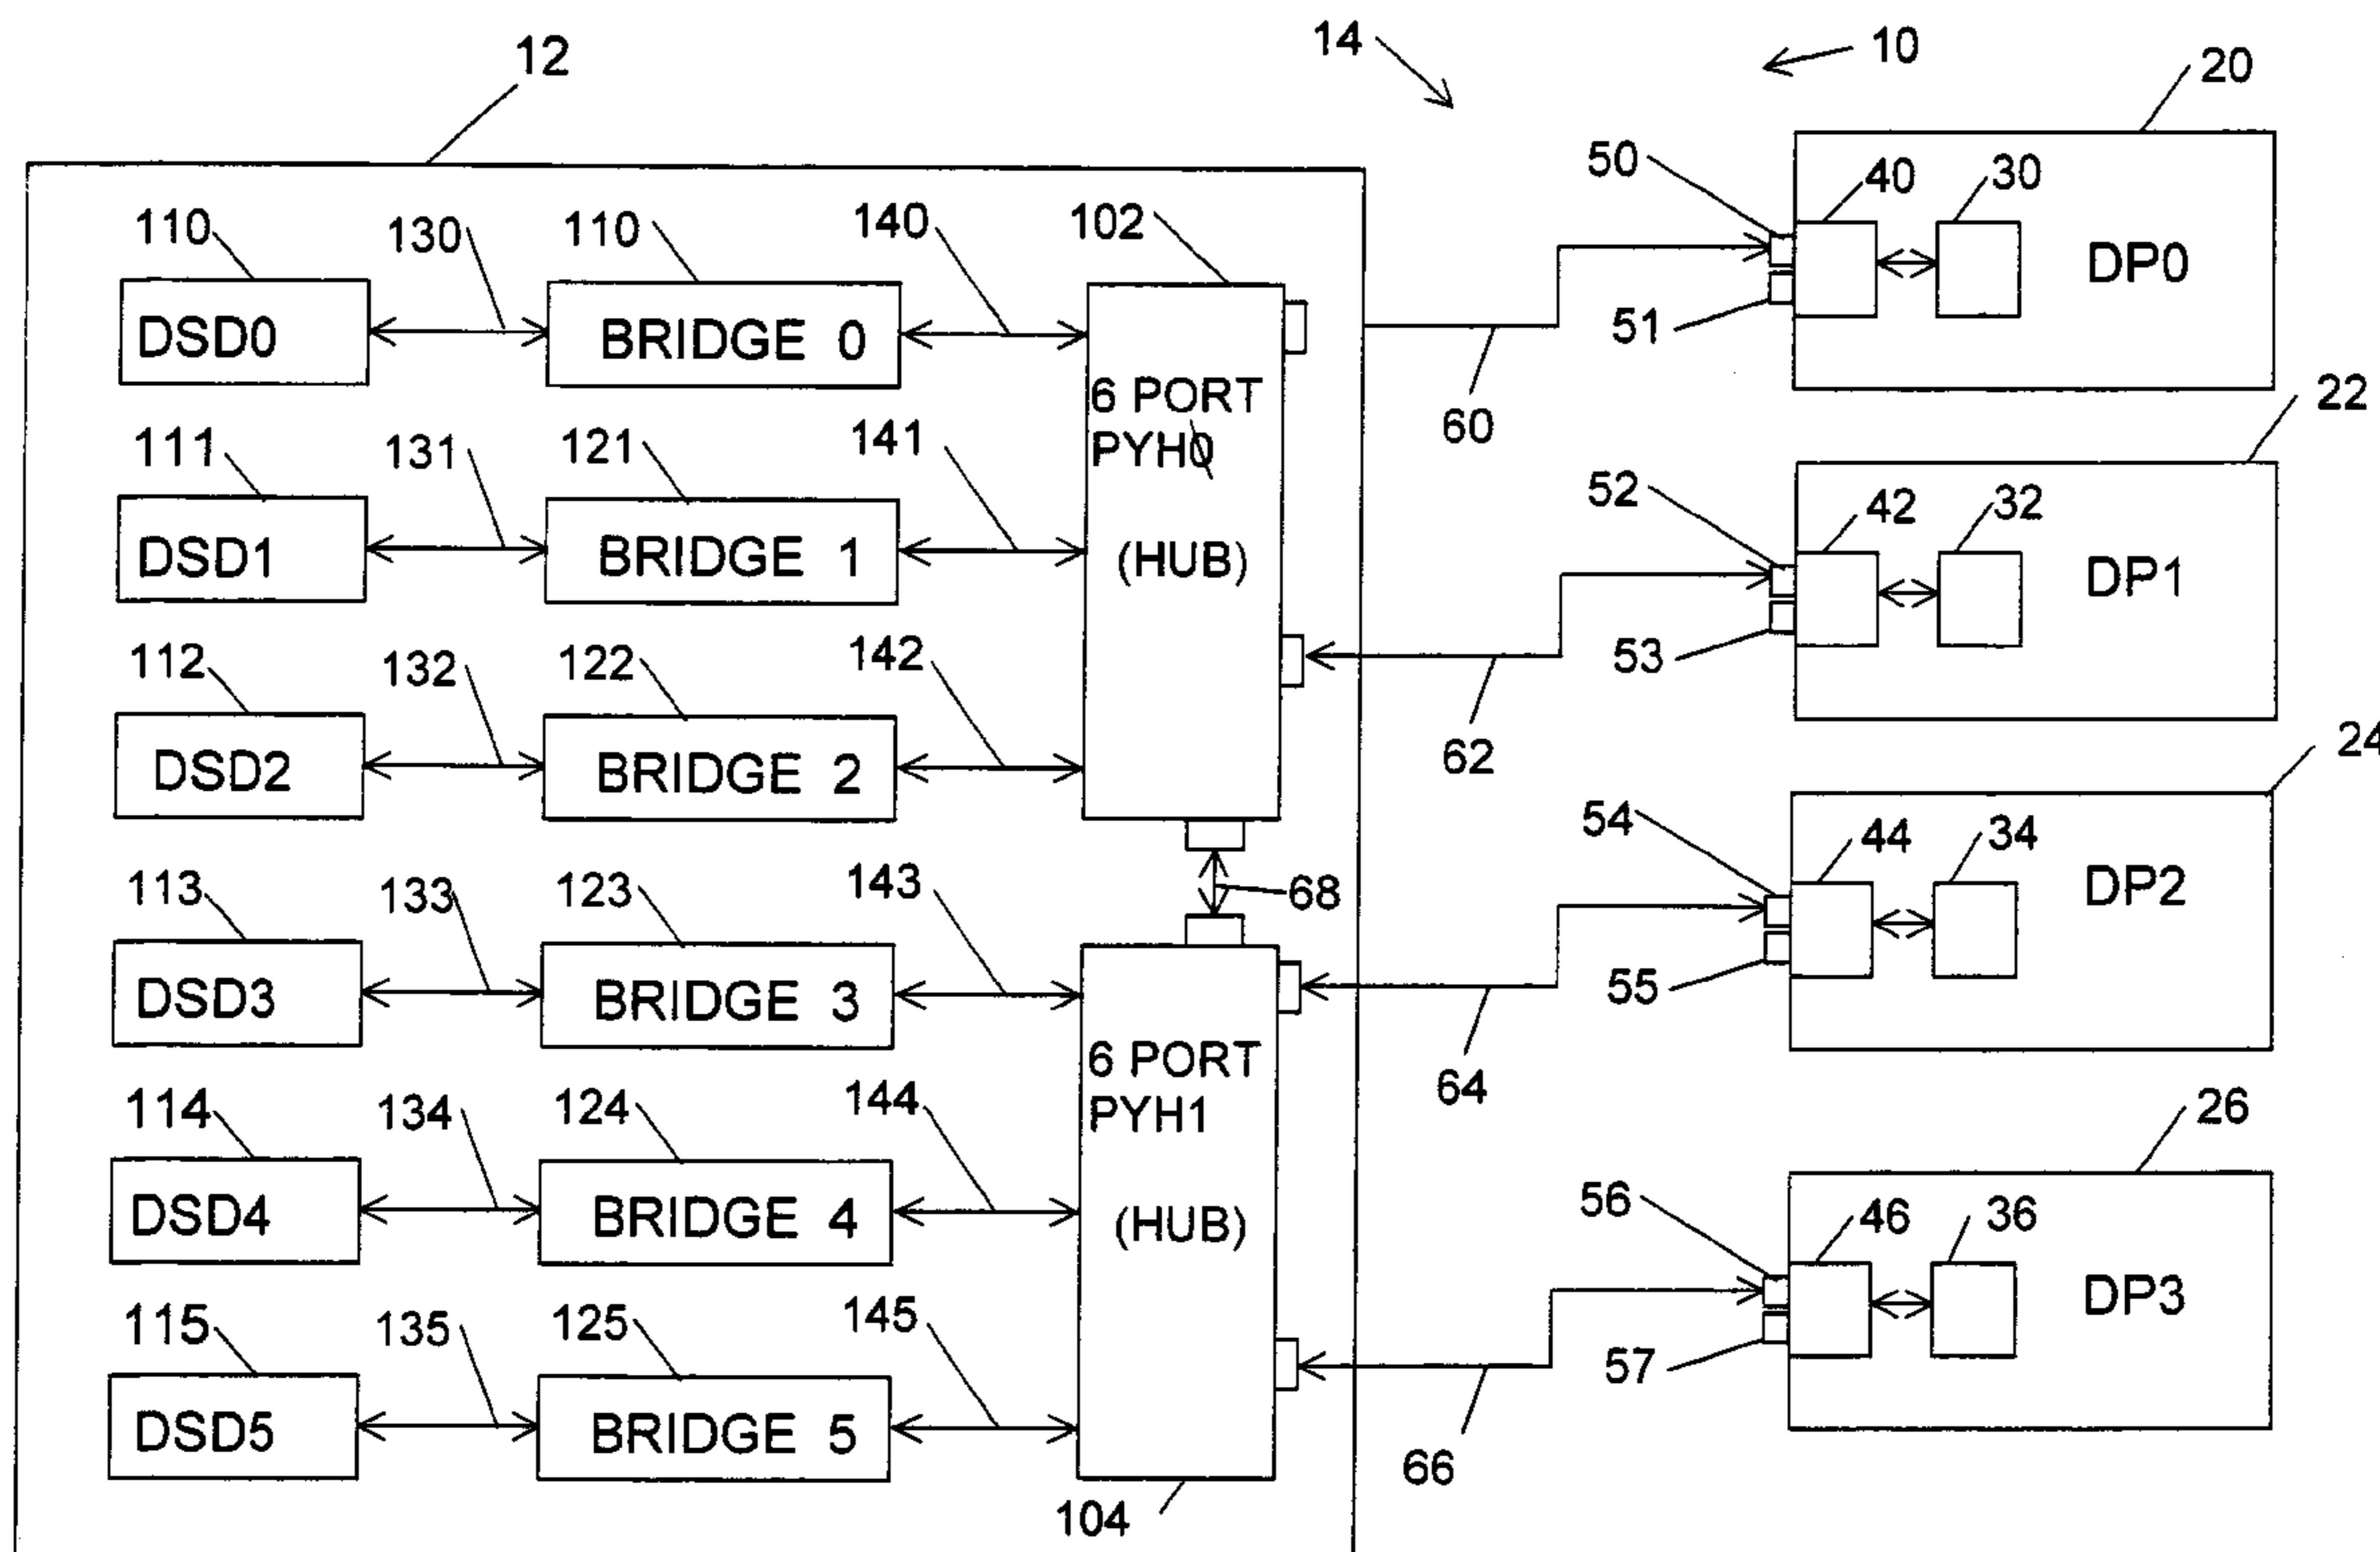 12
14
10
20
110
130
110
140
102
50
40
30
DSD0
BRIDGE 0
6 PORT
PYH0
(HUB)
51
DP0
60
22
111
131
121
141
52
42
32
DSD1
BRIDGE 1
53
DP1
62
112
132
122
142
DSD2
BRIDGE 2
24
54
44
34
68
55
DP2
64
113
133
123
143
DSD3
BRIDGE 3
6 PORT
PYH1
(HUB)
114
134
124
144
DSD4
BRIDGE 4
26
56
46
36
57
DP3
66
115
135
125
145
DSD5
BRIDGE 5
104